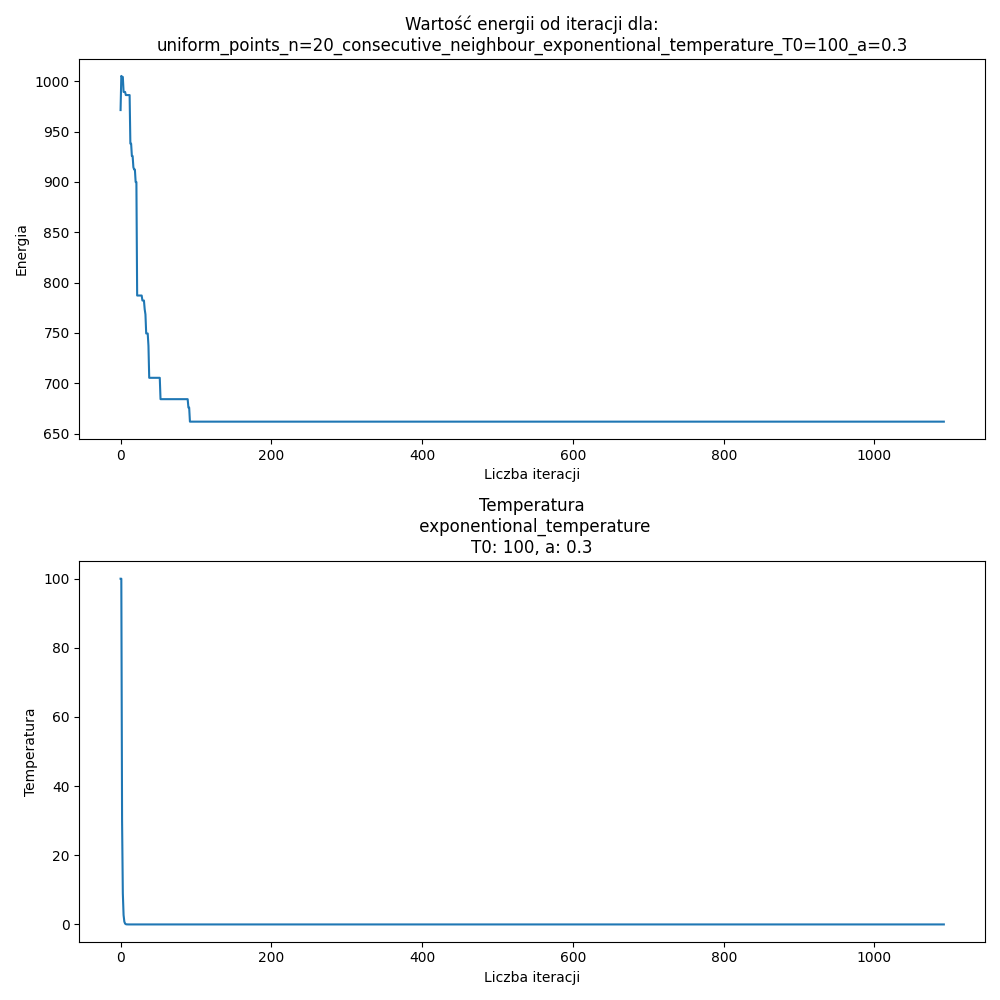 Wartość energii od iteracji dla:
uniform_points_n=20_consecutive_neighbour_exponentional_temperature_T0=100_a=0.3
1000
950
900
850
800
750
700
650
Energia
0 200 400 600 800 1000
Liczba iteracji
Temperatura
exponentional_temperature
T0: 100, a: 0.3
100
80
60
40
20
0
Temperatura
0 200 400 600 800 1000
Liczba iteracji